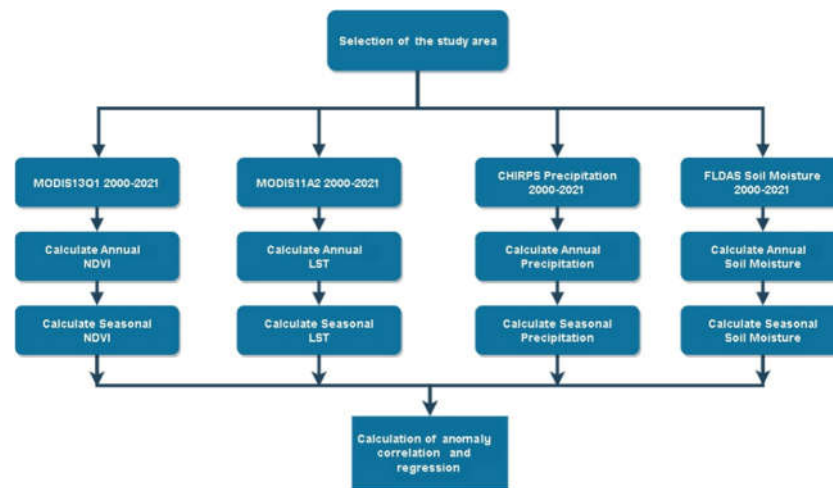 Selection of the study area
MODIS13Q1 2000-2021
MODIS11A2 2000-2021
CHIRPS Precipitation
2000-2021
FLDAS Soil Moisture
2000-2021
Calculate Annual
NDVI
Calculate Annual
LST
Calculate Annual
Precipitation
Calculate Annual
Soil Moisture
Calculate Seasonal
NDVI
Calculate Seasonal
LST
Calculate Seasonal
Precipitation
Calculate Seasonal
Soil Moisture
Calculation of anomaly
correlation and
regression